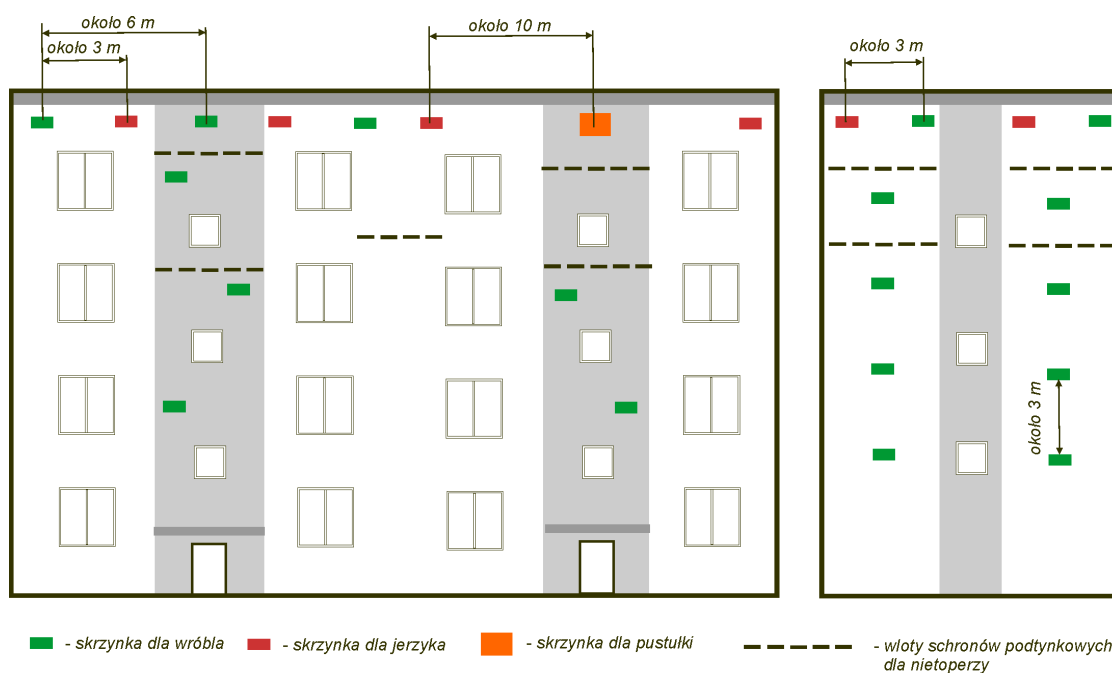 około 6 m
około 3 m
około 10 m
około 3 m
około 3 m
- skrzynka dla wróbla
- skrzynka dla jerzyka
- skrzynka dla pustułki
- wloty schronów podtynkowych
dla nietoperzy